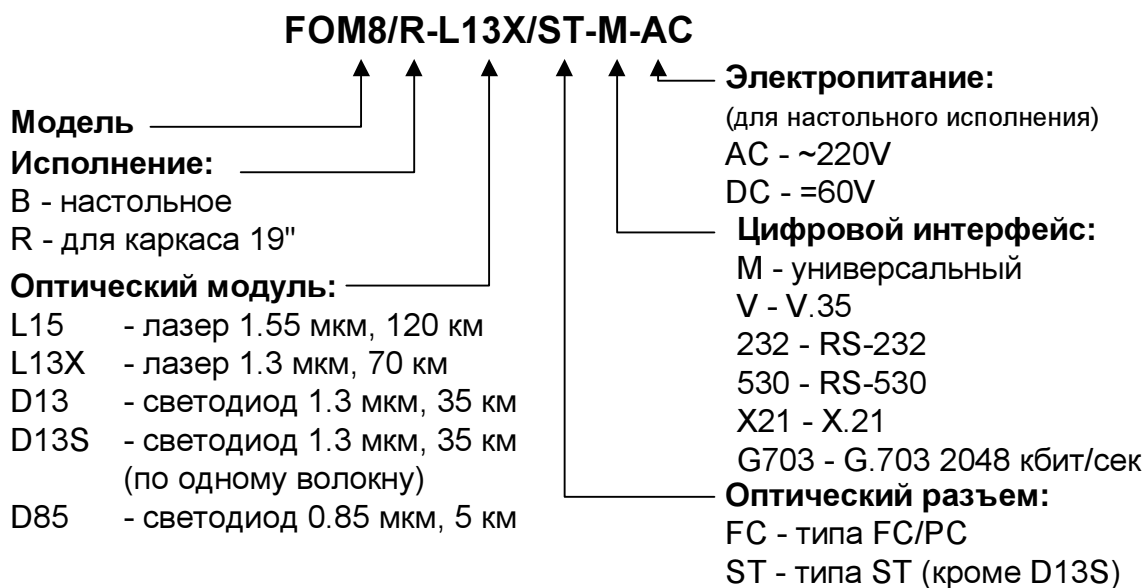 FOM8/R-L13X/ST-M-AC
Модель
Исполнение:
B - настольное
R - для каркаса 19"
Оптический модуль:
L15 - лазер 1.55 мкм, 120 км
L13X - лазер 1.3 мкм, 70 км
D13 - светодиод 1.3 мкм, 35 км
D13S - светодиод 1.3 мкм, 35 км
(по одному волокну)
D85 - светодиод 0.85 мкм, 5 км
Электропитание:
(для настольного исполнения)
AC - ~220V
DC - =60V
Цифровой интерфейс:
M - универсальный
V - V.35
232 - RS-232
530 - RS-530
X21 - X.21
G703 - G.703 2048 кбит/сек
Оптический разъем:
FC - типа FC/PC
ST - типа ST (кроме D13S)